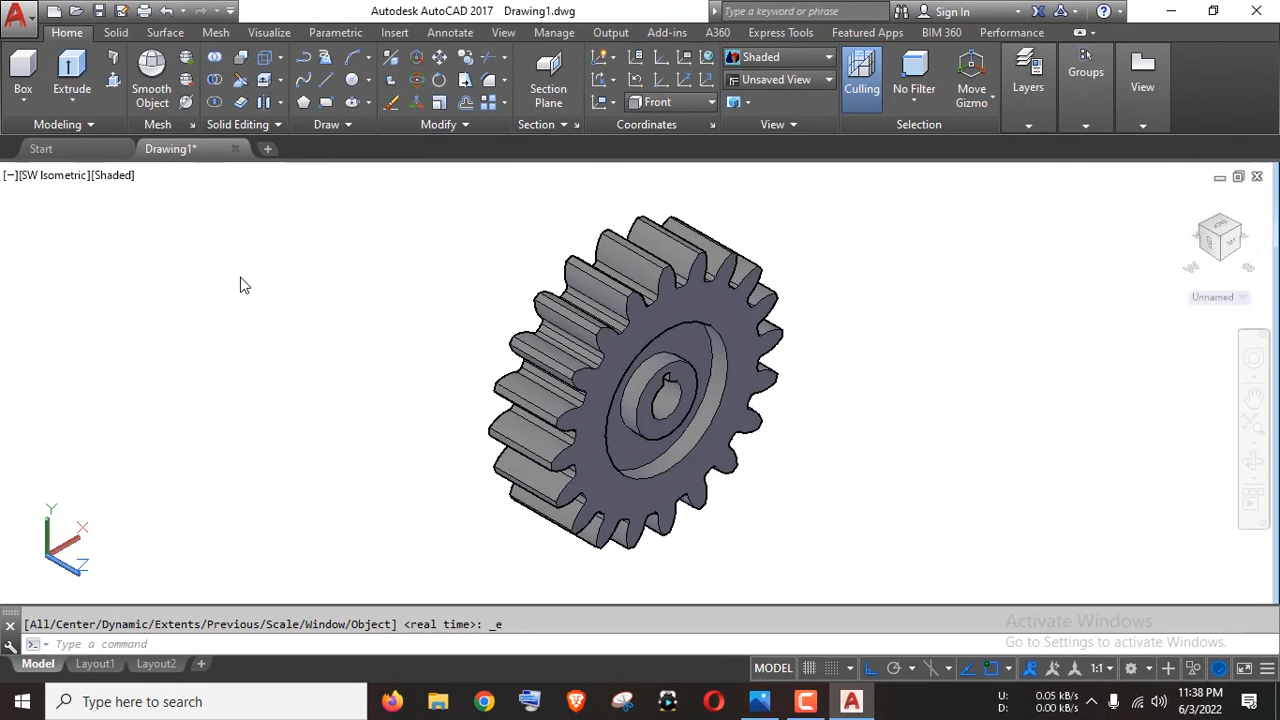 Autodesk AutoCAD 2017 Drawing1.dwg
Type a keyword or phrase
Sign In
Home Solid Surface Mesh Visualize Parametric Insert Annotate View Manage Output Add-ins A360 Express Tools Featured Apps BIM 360 Performance
Box
Extrude
Smooth
Object
Section
Plane
Shaded
Unsaved View
Front
Culling
No Filter
Move
Gizmo
Layers
Groups
View
Modeling
Mesh
Solid Editing
Draw
Modify
Section
Coordinates
View
Selection
Start
Drawing1*
[−][SW Isometric][Shaded]
W
S
Unnamed
Y
X
Z
[All/Center/Dynamic/Extents/Previous/Scale/Window/Object] <real time>: _e
Type a command
Activate Windows
Go to Settings to activate Windows.
Model Layout1 Layout2
MODEL
1:1
Type here to search
U: 0.05 kB/s
D: 0.00 kB/s
11:38 PM
6/3/2022